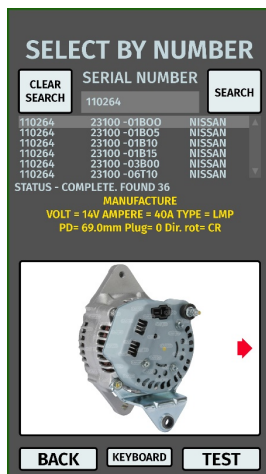 SELECT BY NUMBER
CLEAR SEARCH
SERIAL NUMBER
110264
SEARCH
110264 23100 -01BOO NISSAN
110264 23100 -01BO5 NISSAN
110264 23100 -01B10 NISSAN
110264 23100 -01B15 NISSAN
110264 23100 -03B00 NISSAN
110264 23100 -06T10 NISSAN
STATUS - COMPLETE. FOUND 36
MANUFACTURE
VOLT = 14V AMPERE = 40A TYPE = LMP
PD= 69.0mm Plug= 0 Dir. rot= CR
BACK
KEYBOARD
TEST